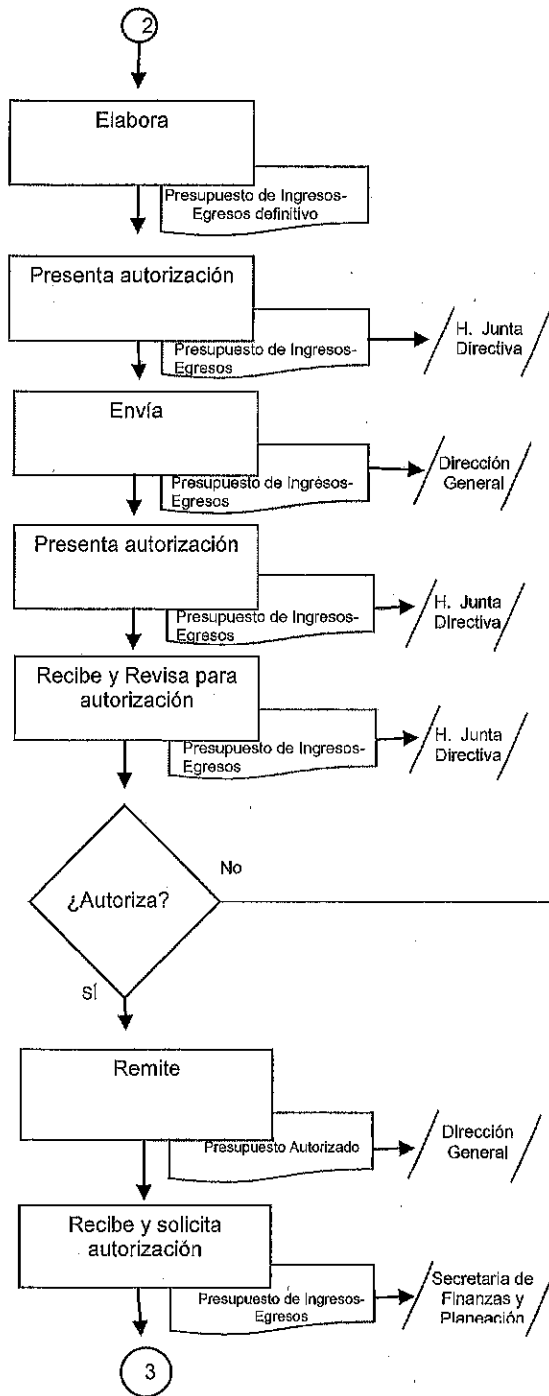 2
Elabora
Presupuesto de Ingresos-
Egresos definitivo
Presenta autorización
Presupuesto de Ingresos-
Egresos
H. Junta
Directiva
Envía
Presupuesto de Ingresos-
Egresos
Dirección
General
Presenta autorización
Presupuesto de Ingresos-
Egresos
H. Junta
Directiva
Recibe y Revisa para
autorización
Presupuesto de Ingresos-
Egresos
H. Junta
Directiva
No
¿Autoriza?
SÍ
Remite
Presupuesto Autorizado
Dirección
General
Recibe y solicita
autorización
Presupuesto de Ingresos-
Egresos
Secretaria de
Finanzas y
Planeación
3